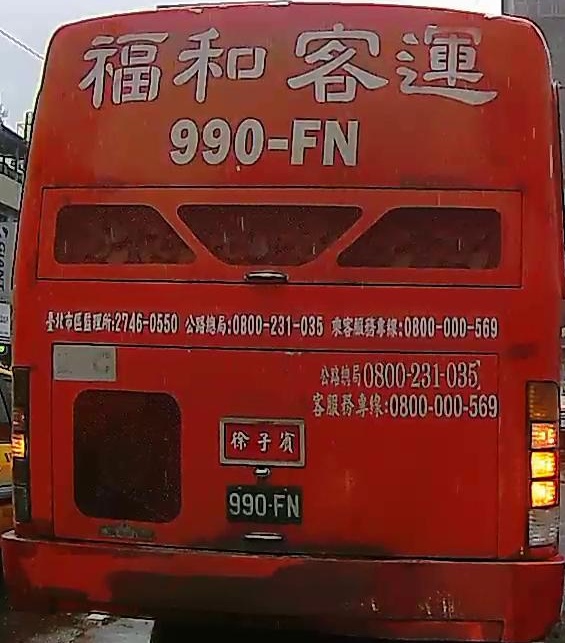 福和客運
990-FN
臺北市區監理所:2746-0550 公路總局:0800-231-035 乘客服務專線:0800-000-569
公路總局0800-231-035
客服務專線:0800-000-569
徐子賓
990-FN